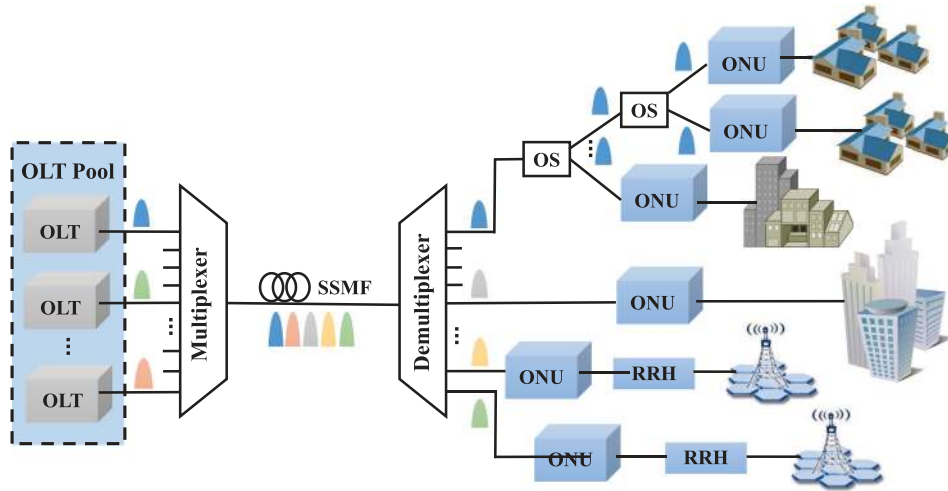 OLT Pool
OLT
OLT
...
OLT
...
Multiplexer
SSMF
Demultiplexer
...
OS
...
OS
ONU
ONU
ONU
ONU
ONU
RRH
ONU
RRH